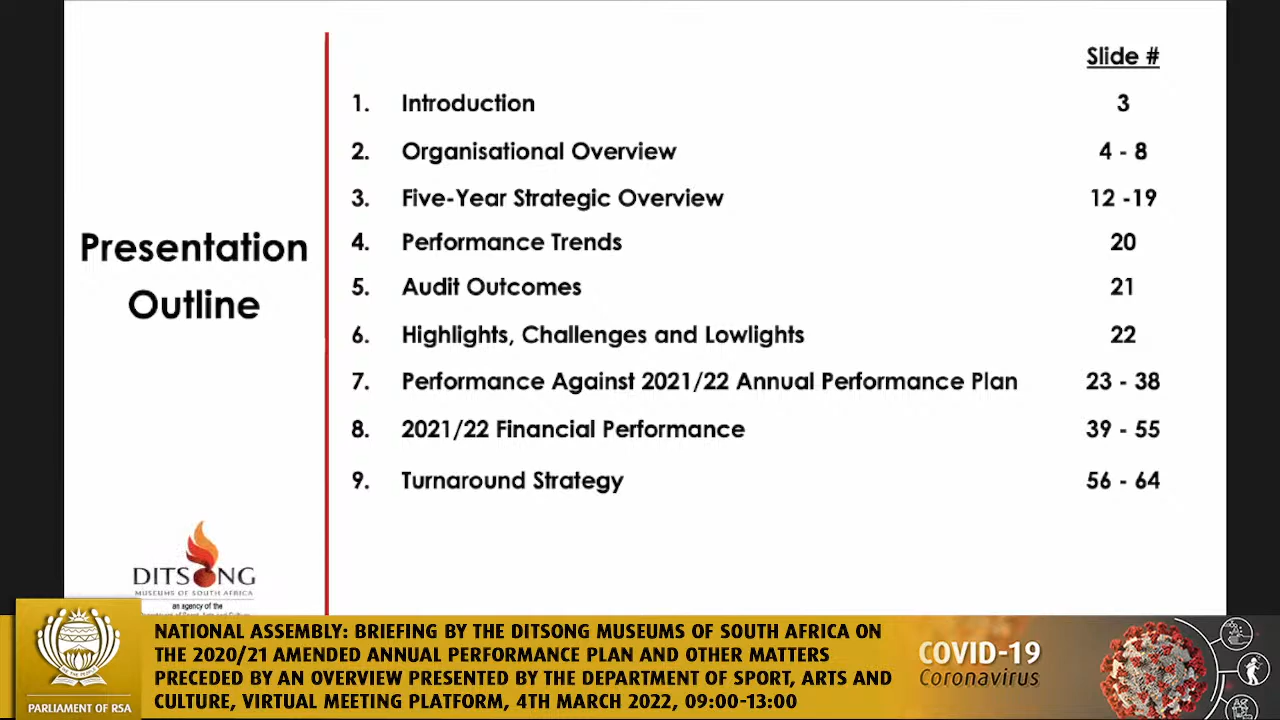 Slide #
1. Introduction 3
2. Organisational Overview 4 - 8
3. Five-Year Strategic Overview 12 -19
4. Performance Trends 20
5. Audit Outcomes 21
6. Highlights, Challenges and Lowlights 22
7. Performance Against 2021/22 Annual Performance Plan 23 - 38
8. 2021/22 Financial Performance 39 - 55
9. Turnaround Strategy 56 - 64
Presentation
Outline
DITSONG
MUSEUMS OF SOUTH AFRICA
an agency of the
NATIONAL ASSEMBLY: BRIEFING BY THE DITSONG MUSEUMS OF SOUTH AFRICA ON
THE 2020/21 AMENDED ANNUAL PERFORMANCE PLAN AND OTHER MATTERS
PRECEDED BY AN OVERVIEW PRESENTED BY THE DEPARTMENT OF SPORT, ARTS AND
CULTURE, VIRTUAL MEETING PLATFORM, 4TH MARCH 2022, 09:00-13:00
PARLIAMENT OF RSA
COVID-19
Coronavirus